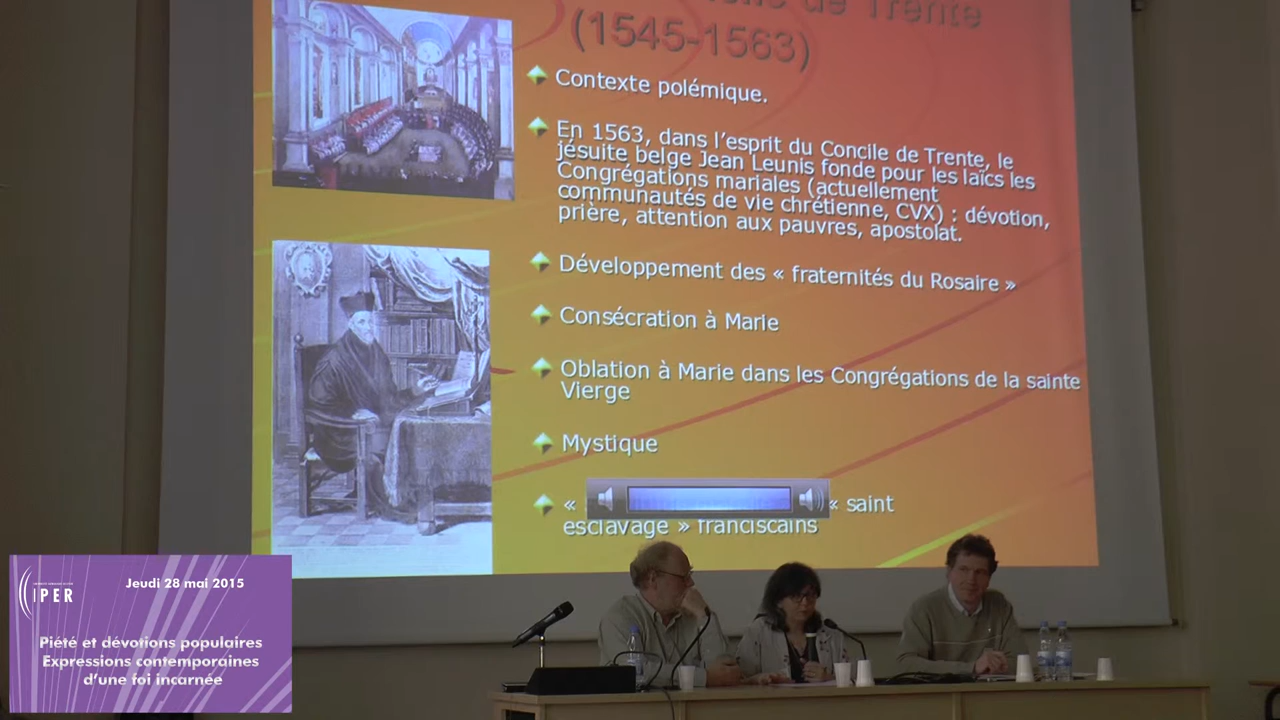 de Trente
(1545-1563)
Contexte polémique.
En 1563, dans l'esprit du Concile de Trente, le
jésuite belge Jean Leunis fonde pour les laïcs les
Congrégations mariales (actuellement
communautés de vie chrétienne, CVX) : dévotion,
prière, attention aux pauvres, apostolat.
Développement des « fraternités du Rosaire »
Consécration à Marie
Oblation à Marie dans les Congrégations de la sainte
Vierge
Mystique
« « saint
esclavage » franciscains
Jeudi 28 mai 2015
IPER
Piété et dévotions populaires
Expressions contemporaines
d'une foi incarnée